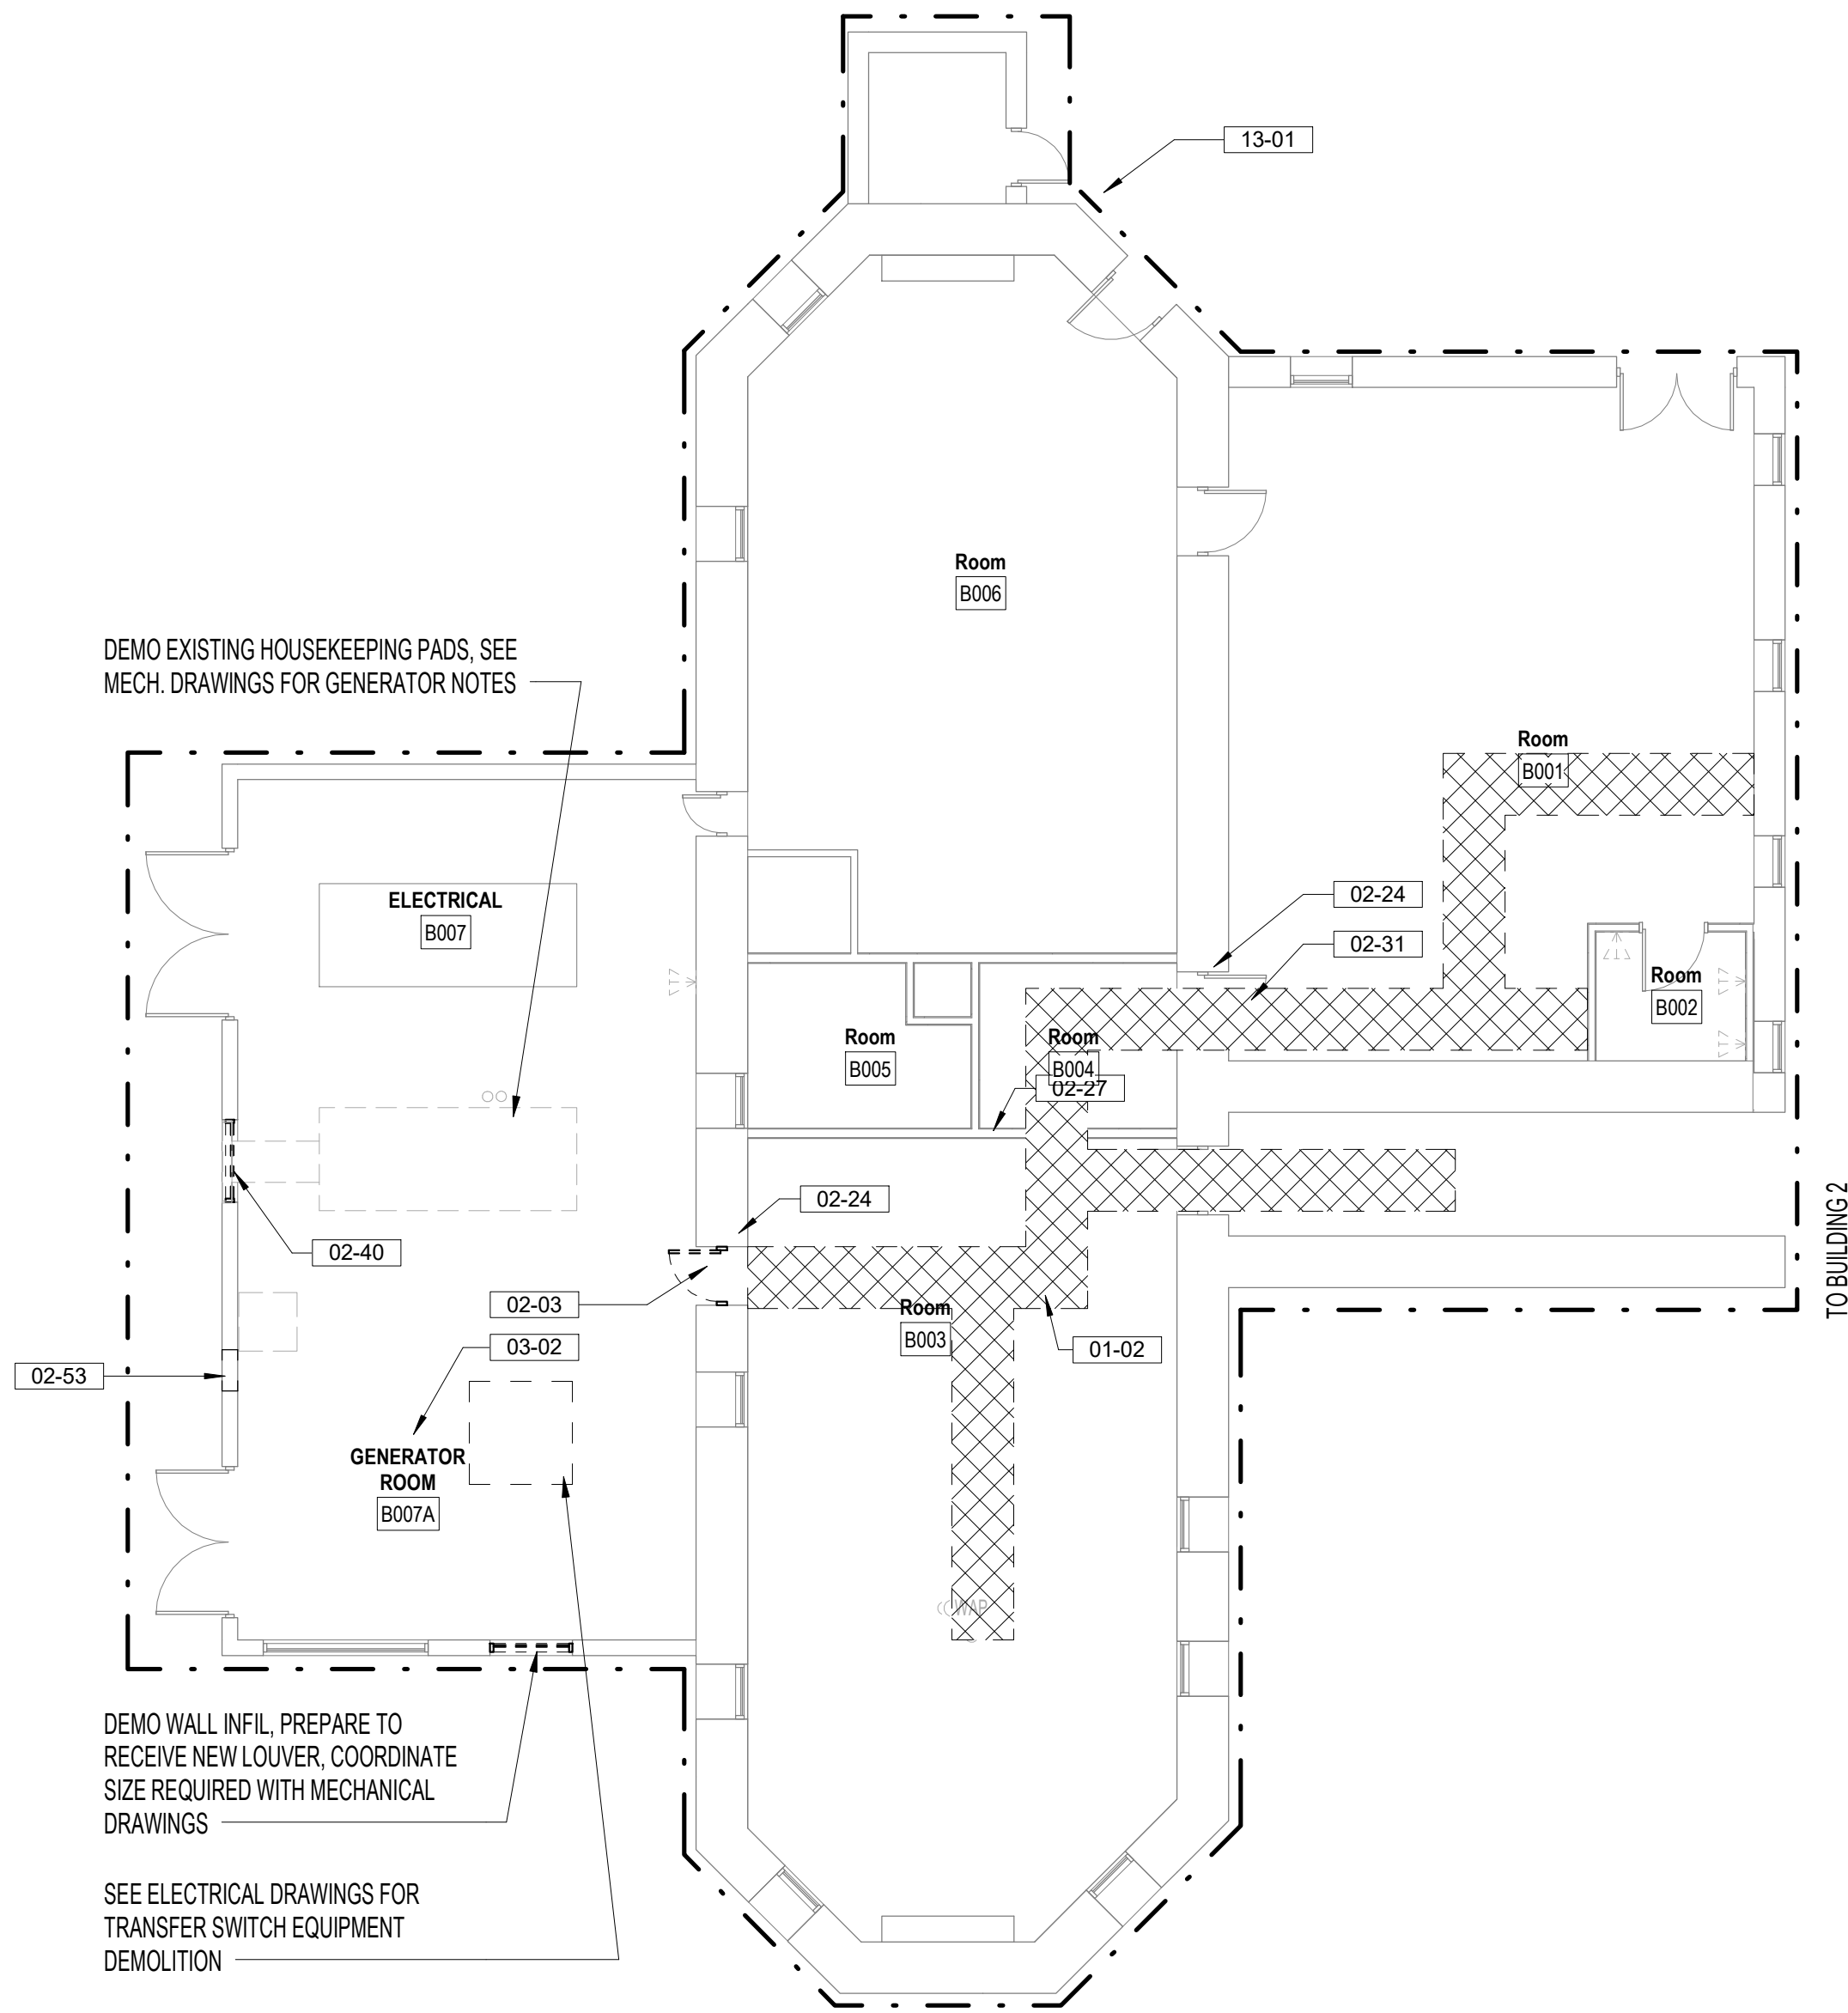 13-01
Room
B006
DEMO EXISTING HOUSEKEEPING PADS, SEE
MECH. DRAWINGS FOR GENERATOR NOTES
Room
B001
ELECTRICAL
B007
02-24
02-31
Room
B002
Room
B005
Room
B004
02-27
02-24
TO BUILDING 2
02-40
02-03
Room
B003
03-02
01-02
02-53
GENERATOR
ROOM
B007A
WAP
DEMO WALL INFIL, PREPARE TO
RECEIVE NEW LOUVER, COORDINATE
SIZE REQUIRED WITH MECHANICAL
DRAWINGS
SEE ELECTRICAL DRAWINGS FOR
TRANSFER SWITCH EQUIPMENT
DEMOLITION